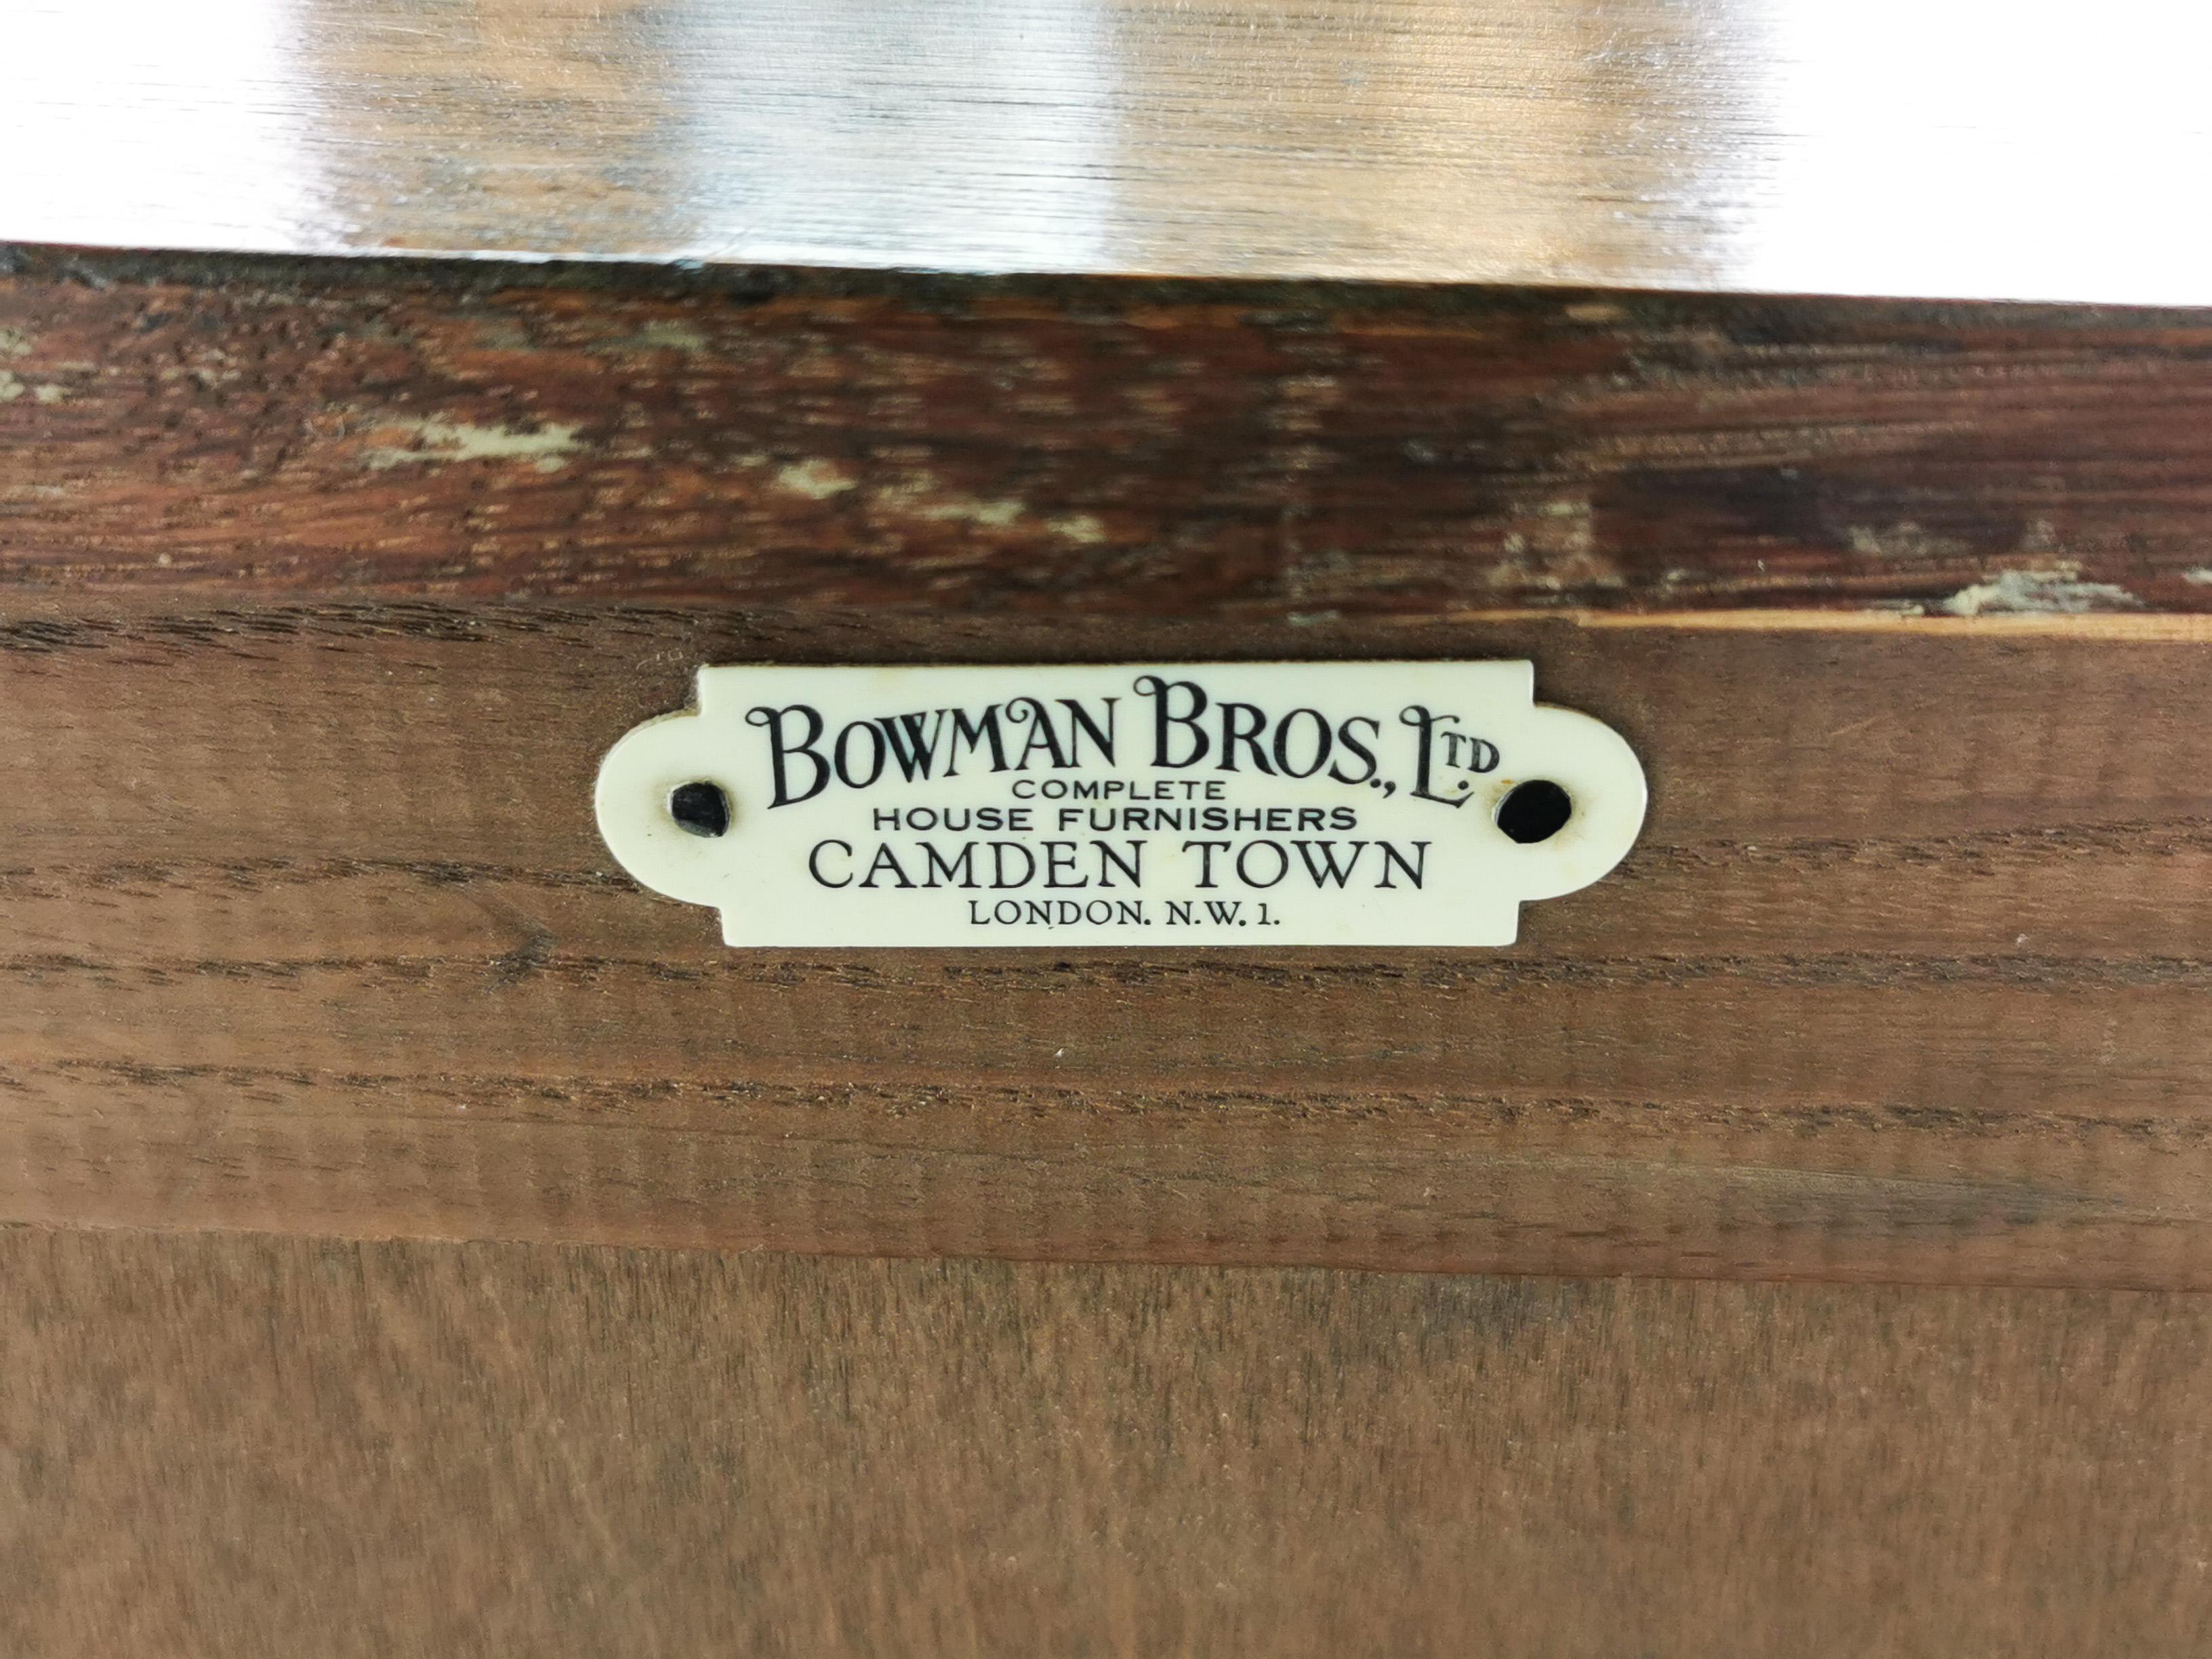 BOWMAN BROS., LTD.
COMPLETE
HOUSE FURNISHERS
CAMDEN TOWN
LONDON. N.W. 1.